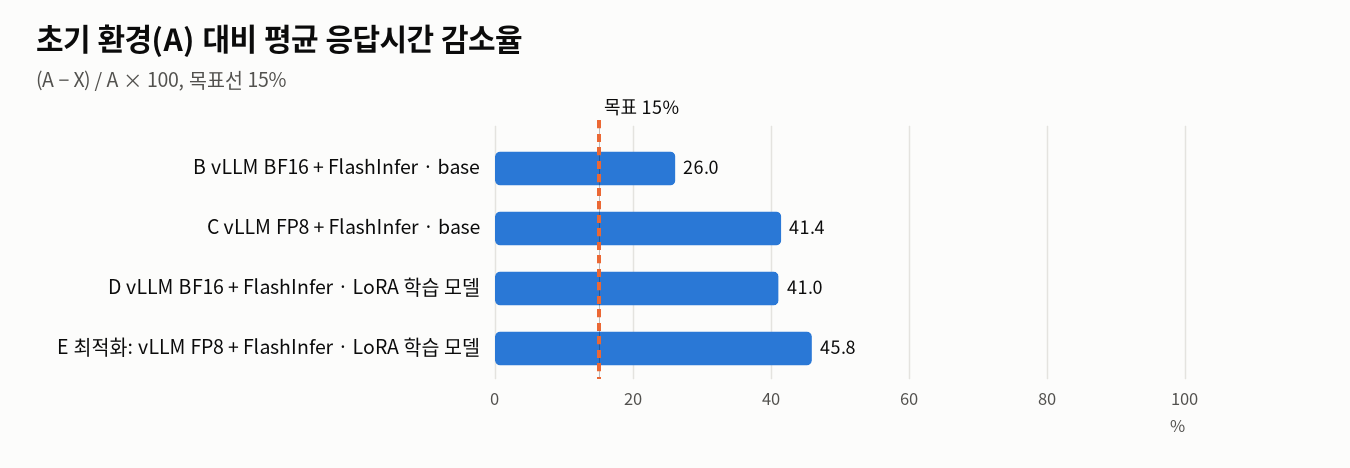 초기 환경(A) 대비 평균 응답시간 감소율
(A − X) / A × 100, 목표선 15%
목표 15%
B vLLM BF16 + FlashInfer · base 26.0
C vLLM FP8 + FlashInfer · base 41.4
D vLLM BF16 + FlashInfer · LoRA 학습 모델 41.0
E 최적화: vLLM FP8 + FlashInfer · LoRA 학습 모델 45.8
0 20 40 60 80 100
%